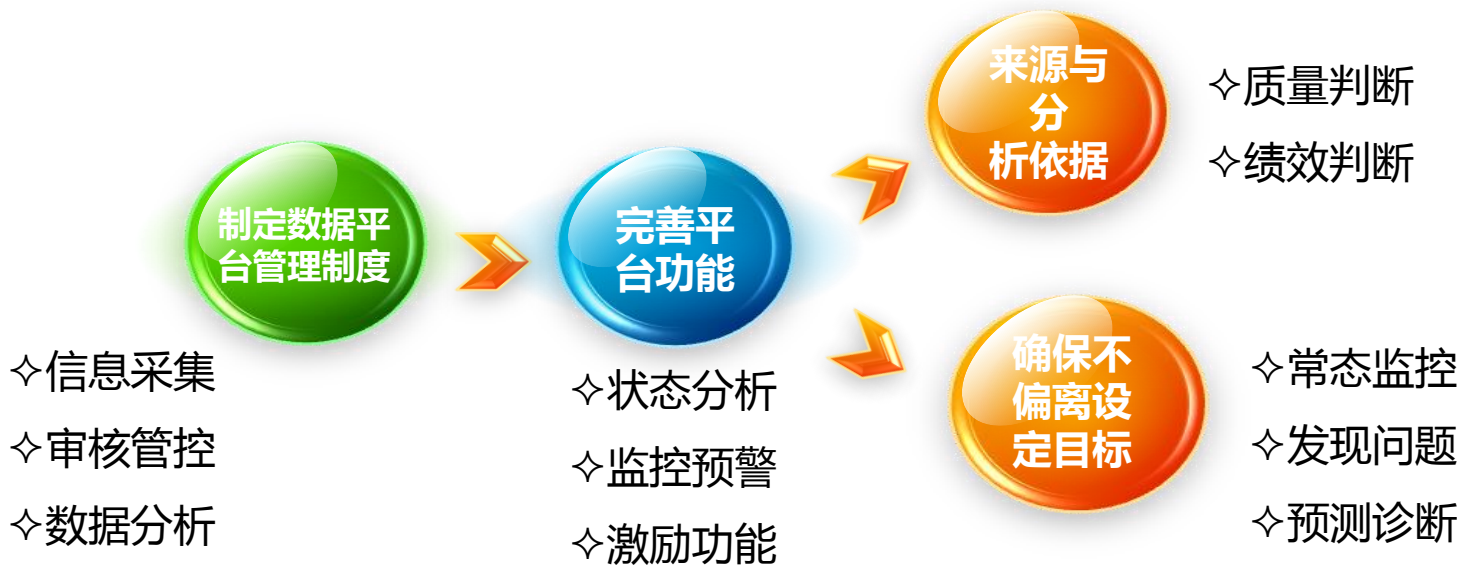 制定数据平
台管理制度
✧信息采集
✧审核管控
✧数据分析
完善平
台功能
✧状态分析
✧监控预警
✧激励功能
来源与
分
析依据
✧质量判断
✧绩效判断
确保不
偏离设
定目标
✧常态监控
✧发现问题
✧预测诊断